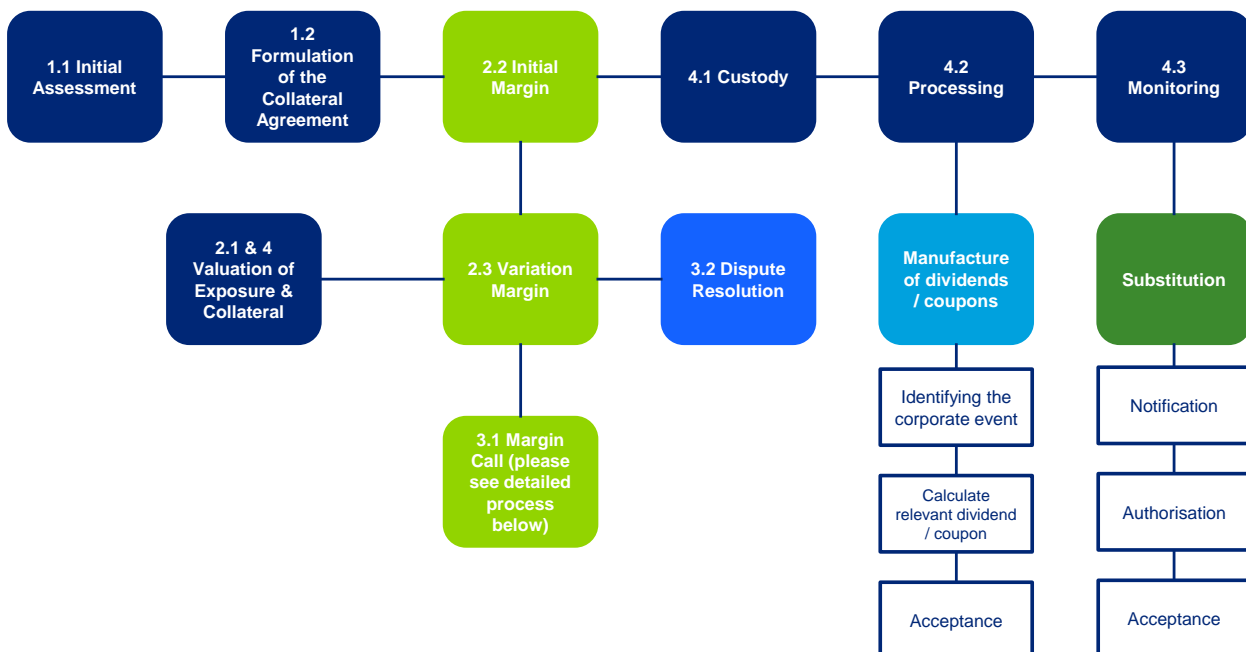 1.1 Initial
Assessment
1.2
Formulation
of the
Collateral
Agreement
2.2 Initial
Margin
4.1 Custody
4.2
Processing
4.3
Monitoring
2.1 & 4
Valuation of
Exposure &
Collateral
2.3 Variation
Margin
3.2 Dispute
Resolution
Manufacture
of dividends
/ coupons
Substitution
3.1 Margin
Call (please
see detailed
process
below)
Identifying the
corporate event
Notification
Calculate
relevant dividend
/ coupon
Authorisation
Acceptance
Acceptance